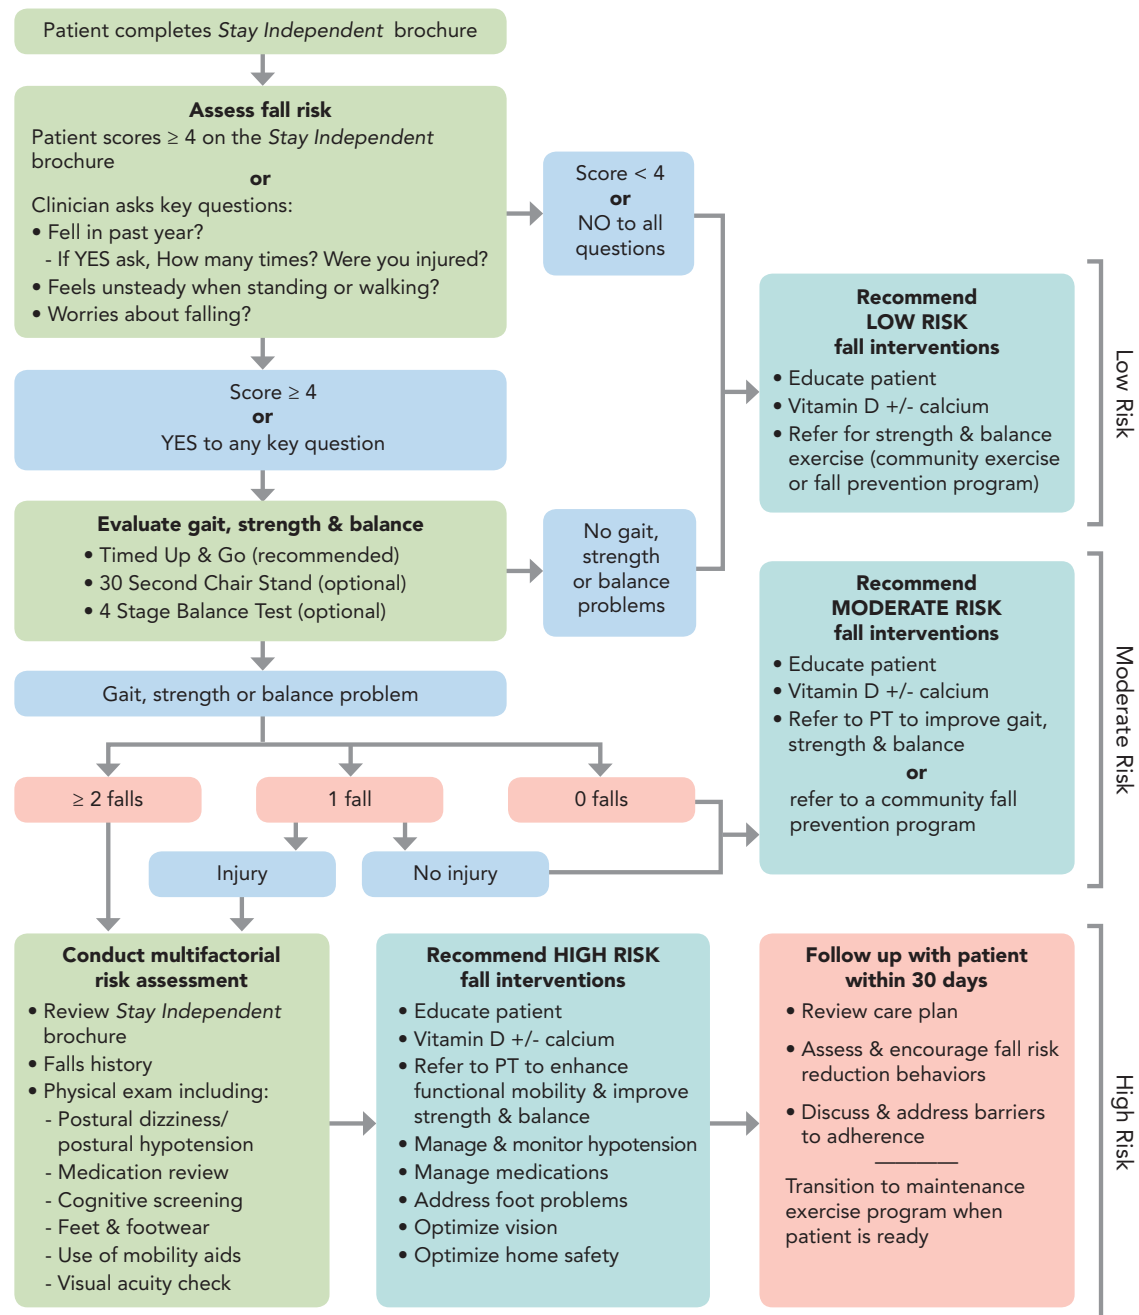 Patient completes Stay Independent brochure
Assess fall risk
Patient scores ≥ 4 on the Stay Independent
brochure
or
Clinician asks key questions:
• Fell in past year?
- If YES ask, How many times? Were you injured?
• Feels unsteady when standing or walking?
• Worries about falling?
Score < 4
or
NO to all
questions
Score ≥ 4
or
YES to any key question
Evaluate gait, strength & balance
• Timed Up & Go (recommended)
• 30 Second Chair Stand (optional)
• 4 Stage Balance Test (optional)
No gait,
strength
or balance
problems
Recommend
LOW RISK
fall interventions
• Educate patient
• Vitamin D +/- calcium
• Refer for strength & balance
exercise (community exercise
or fall prevention program)
Low Risk
Gait, strength or balance problem
≥ 2 falls
1 fall
0 falls
Injury
No injury
Recommend
MODERATE RISK
fall interventions
• Educate patient
• Vitamin D +/- calcium
• Refer to PT to improve gait,
strength & balance
or
refer to a community fall
prevention program
Moderate Risk
Conduct multifactorial
risk assessment
• Review Stay Independent
brochure
• Falls history
• Physical exam including:
- Postural dizziness/
postural hypotension
- Medication review
- Cognitive screening
- Feet & footwear
- Use of mobility aids
- Visual acuity check
Recommend HIGH RISK
fall interventions
• Educate patient
• Vitamin D +/- calcium
• Refer to PT to enhance
functional mobility & improve
strength & balance
• Manage & monitor hypotension
• Manage medications
• Address foot problems
• Optimize vision
• Optimize home safety
Follow up with patient
within 30 days
• Review care plan
• Assess & encourage fall risk
reduction behaviors
• Discuss & address barriers
to adherence
Transition to maintenance
exercise program when
patient is ready
High Risk